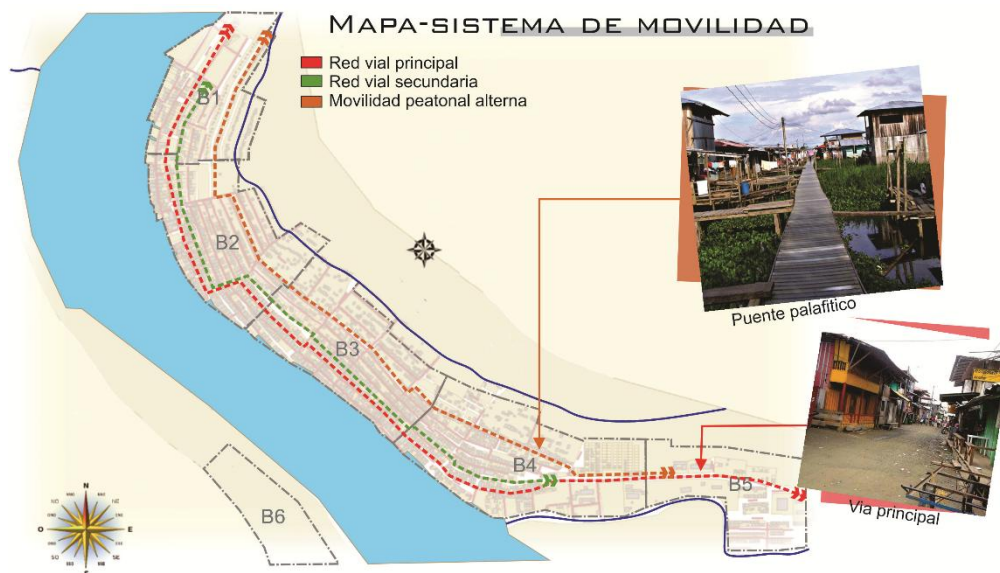 MAPA-SISTEMA DE MOVILIDAD
Red vial principal
Red vial secundaria
Movilidad peatonal alterna
B1
B2
B3
B4
B5
B6
Puente palafítico
Via principal
N
O
E